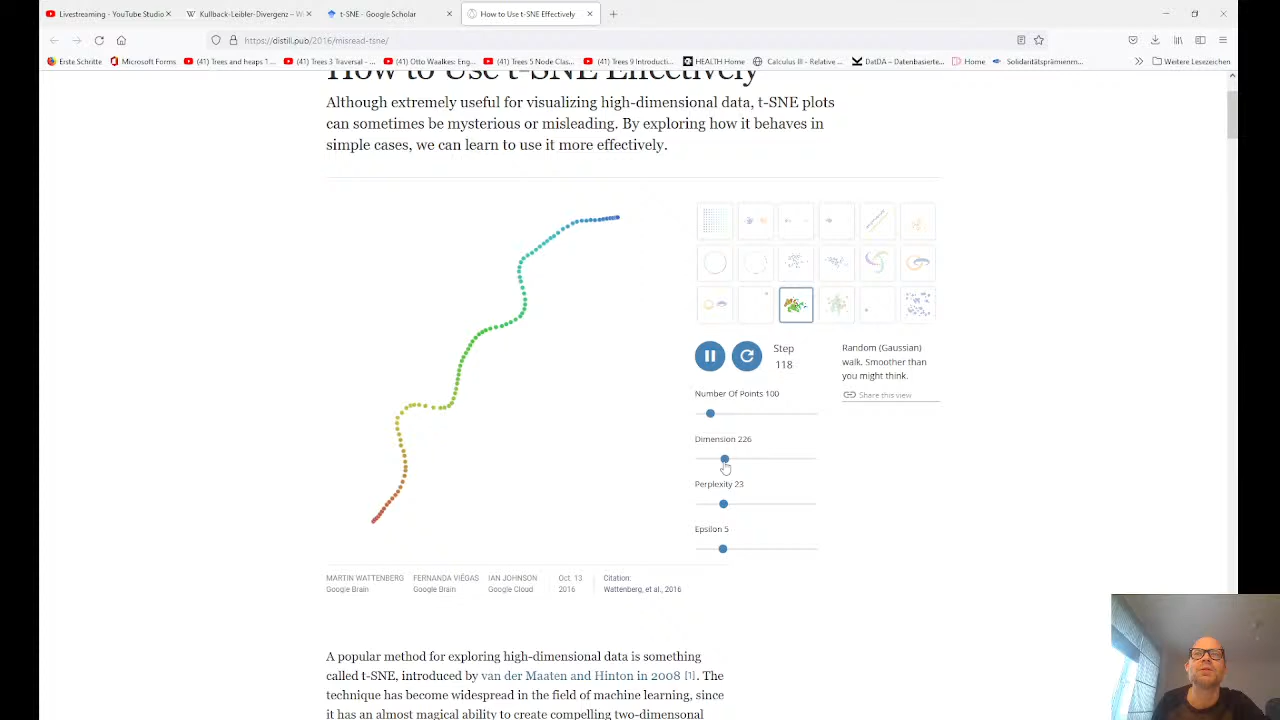 Livestreaming - YouTube Studio
Kullback-Leibler-Divergenz – Wi
t-SNE - Google Scholar
How to Use t-SNE Effectively
https://distill.pub/2016/misread-tsne/
Erste Schritte
Microsoft Forms
(41) Trees and heaps 1...
(41) Trees 3 Traversal - ...
(41) Otto Waalkes: Eng...
(41) Trees 5 Node Clas...
(41) Trees 9 Introducti...
HEALTH Home
Calculus III - Relative ...
DatDA – Datenbasierte...
Home
Solidaritätsprämienm...
Weitere Lesezeichen
How to Use t-SNE Effectively
Although extremely useful for visualizing high-dimensional data, t-SNE plots
can sometimes be mysterious or misleading. By exploring how it behaves in
simple cases, we can learn to use it more effectively.
Step
118
Random (Gaussian)
walk. Smoother than
you might think.
Share this view
Number Of Points 100
Dimension 226
Perplexity 23
Epsilon 5
MARTIN WATTENBERG
Google Brain
FERNANDA VIÉGAS
Google Brain
IAN JOHNSON
Google Cloud
Oct. 13
2016
Citation:
Wattenberg, et al., 2016
A popular method for exploring high-dimensional data is something
called t-SNE, introduced by van der Maaten and Hinton in 2008 [1]. The
technique has become widespread in the field of machine learning, since
it has an almost magical ability to create compelling two-dimensional